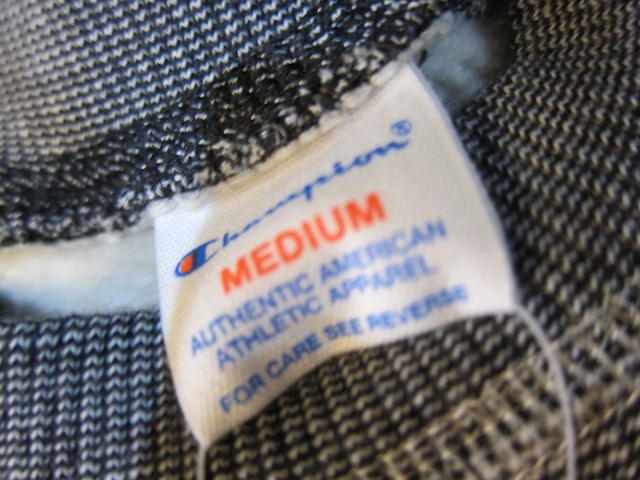 Champion®
MEDIUM
AUTHENTIC AMERICAN
ATHLETIC APPAREL
FOR CARE SEE REVERSE